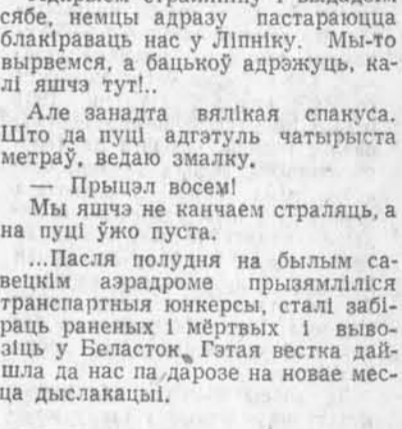 сябе, немцы адразу пастараюцца
блакіраваць нас у Ліпніку. Мы-то
вырвемся, а бацькоў адрэжуць, ка-
лі яшчэ тут!..
Але занадта вялікая спакуса.
Што да пуці адгэтуль чатырыста
метраў, ведаю змалку.
— Прыцэл восем!
Мы яшчэ не канчаем страляць, а
на пуці ўжо пуста.
...Пасля полудня на былым са-
вецкім аэрадроме прызямліліся
транспартныя юнкерсы, сталі забі-
раць раненых і мёртвых і выво-
зіць у Беласток. Гэтая вестка дай-
шла да нас па дарозе на новае мес-
ца дыслакацыі.